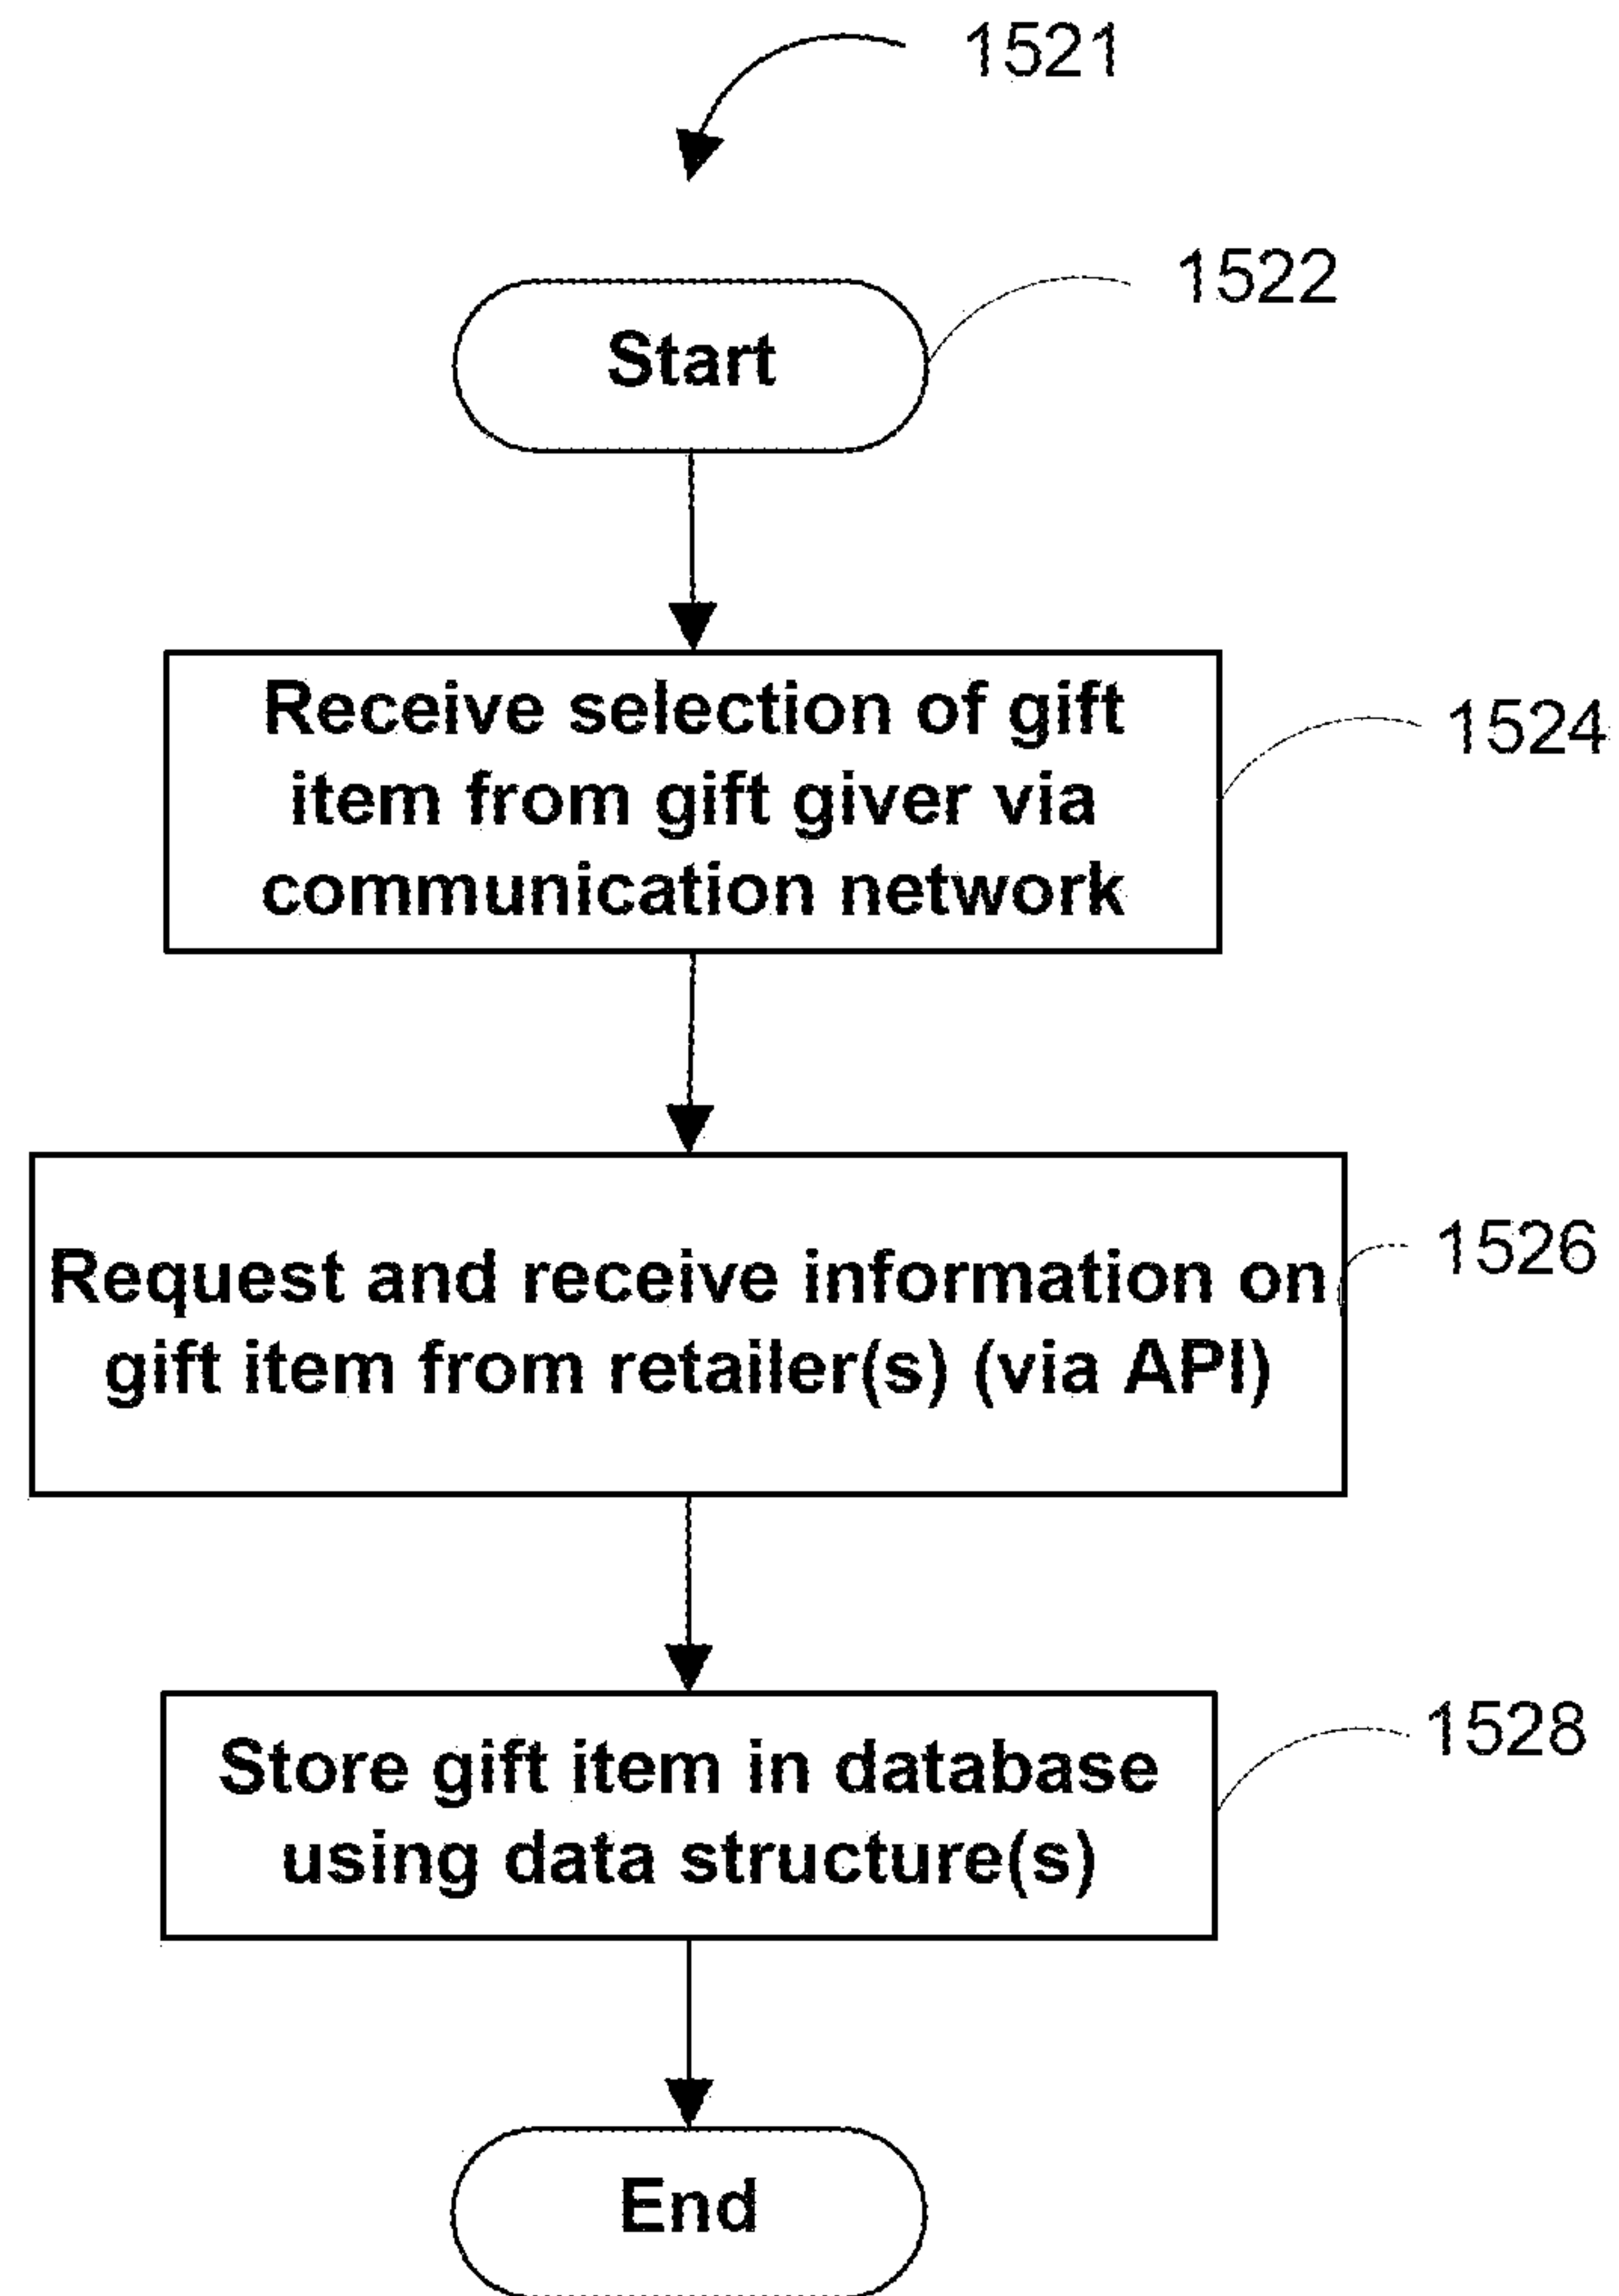 1521
1522
Start
Receive selection of gift
item from gift giver via
communication network
1524
Request and receive information on
gift item from retailer(s) (via API)
1526
Store gift item in database
using data structure(s)
1528
End